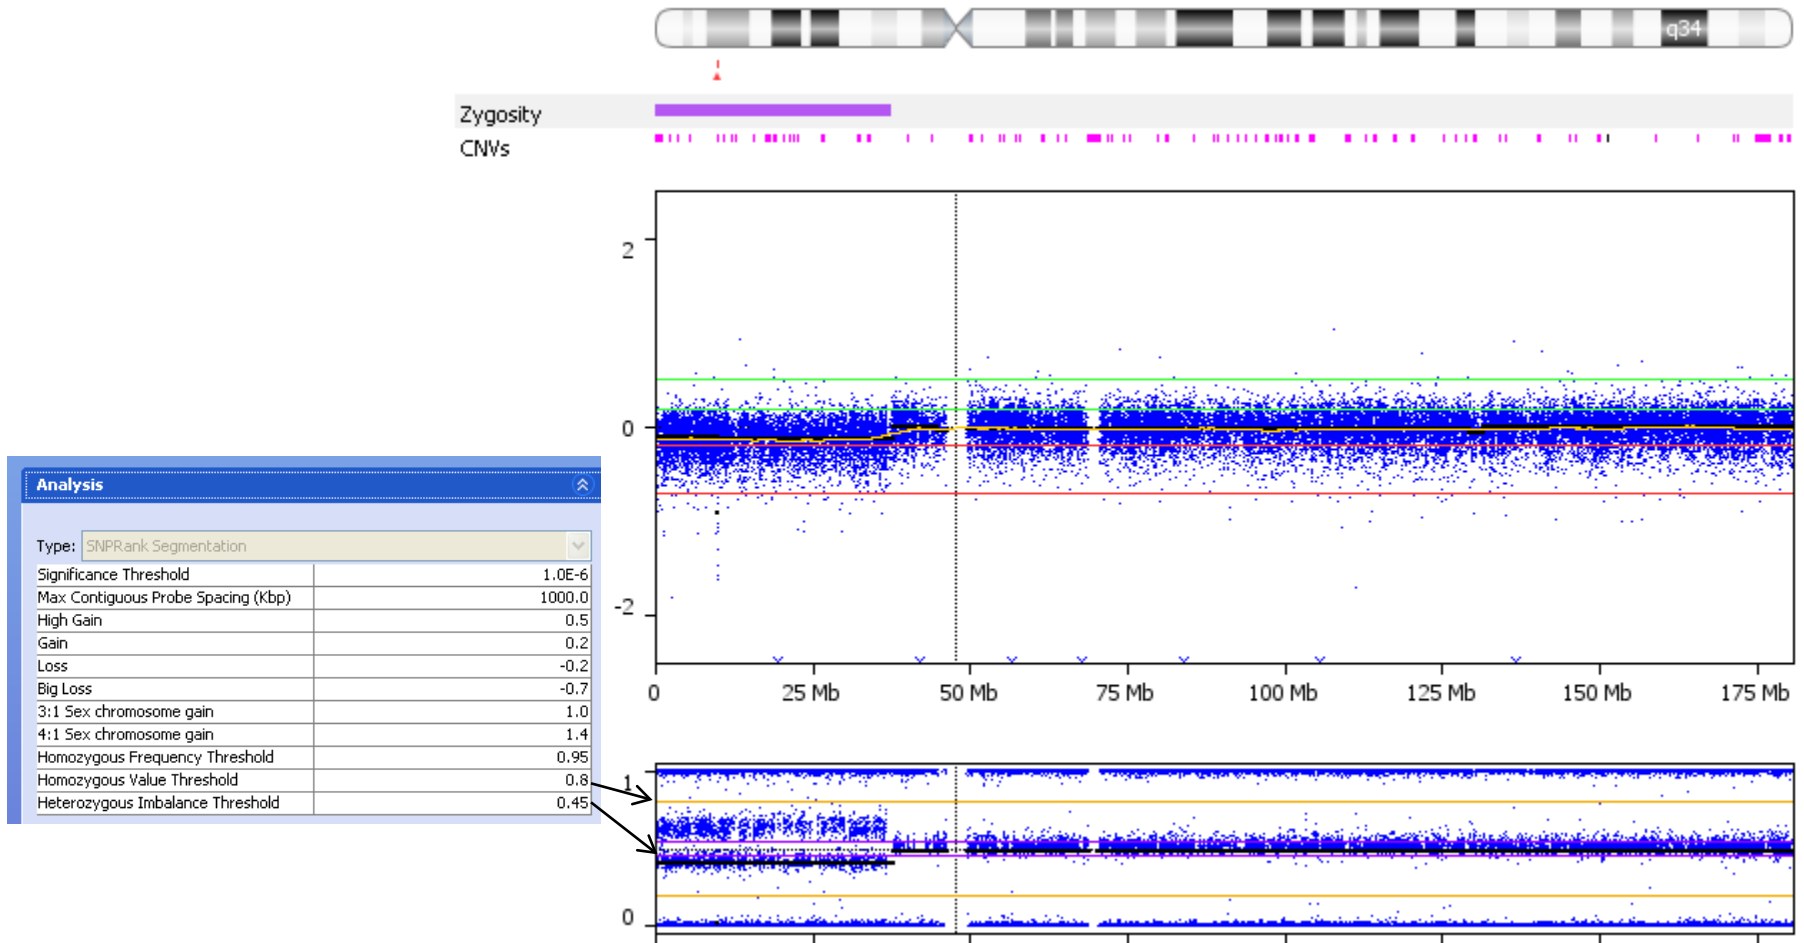 q34
Zygosity
CNVs
2
0
-2
0 25 Mb 50 Mb 75 Mb 100 Mb 125 Mb 150 Mb 175 Mb
Analysis
Type: SNPRank Segmentation
Significance Threshold 1.0E-6
Max Contiguous Probe Spacing (Kbp) 1000.0
High Gain 0.5
Gain 0.2
Loss -0.2
Big Loss -0.7
3:1 Sex chromosome gain 1.0
4:1 Sex chromosome gain 1.4
Homozygous Frequency Threshold 0.95
Homozygous Value Threshold 0.8
Heterozygous Imbalance Threshold 0.45
1
0